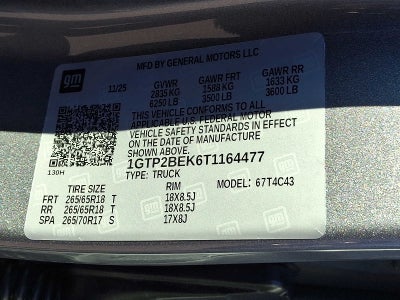 gm
MFD BY GENERAL MOTORS LLC
11/25 GVWR GAWR FRT GAWR RR
2835 KG 1588 KG 1633 KG
6250 LB 3500 LB 3600 LB
THIS VEHICLE CONFORMS TO ALL
APPLICABLE U.S. FEDERAL MOTOR
VEHICLE SAFETY STANDARDS IN EFFECT
ON THE DATE OF MANUFACTURE
SHOWN ABOVE.
1GTP2BEK6T1164477
130H TYPE: TRUCK
TIRE SIZE RIM MODEL: 67T4C43
FRT 265/65R18 T 18X8.5J
RR 265/65R18 T 18X8.5J
SPA 265/70R17 S 17X8J